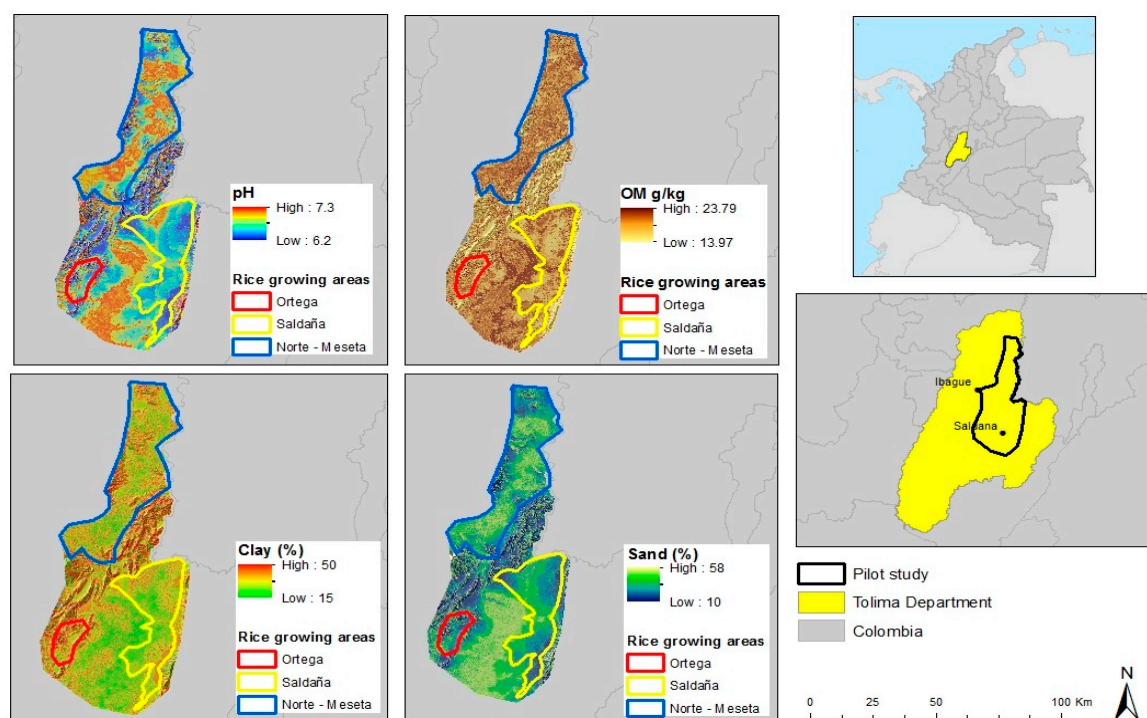 pH
High : 7.3
Low : 6.2
Rice growing areas
Ortega
Saldaña
Norte - Meseta
OM g/kg
High : 23.79
Low : 13.97
Rice growing areas
Ortega
Saldaña
Norte - Meseta
Ibague
Saldana
Clay (%)
High : 50
Low : 15
Rice growing areas
Ortega
Saldaña
Norte - Meseta
Sand (%)
High : 58
Low : 10
Rice growing areas
Ortega
Saldaña
Norte - Meseta
Pilot study
Tolima Department
Colombia
N
0 25 50 100 Km